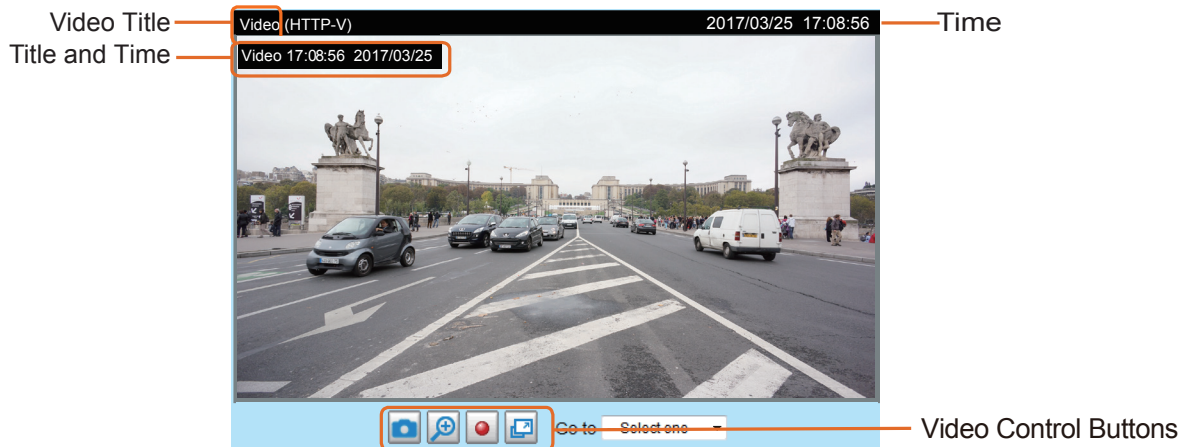 Video Title
Video (HTTP-V)
2017/03/25 17:08:56
Time
Title and Time
Video 17:08:56 2017/03/25
Go to
Select one
Video Control Buttons